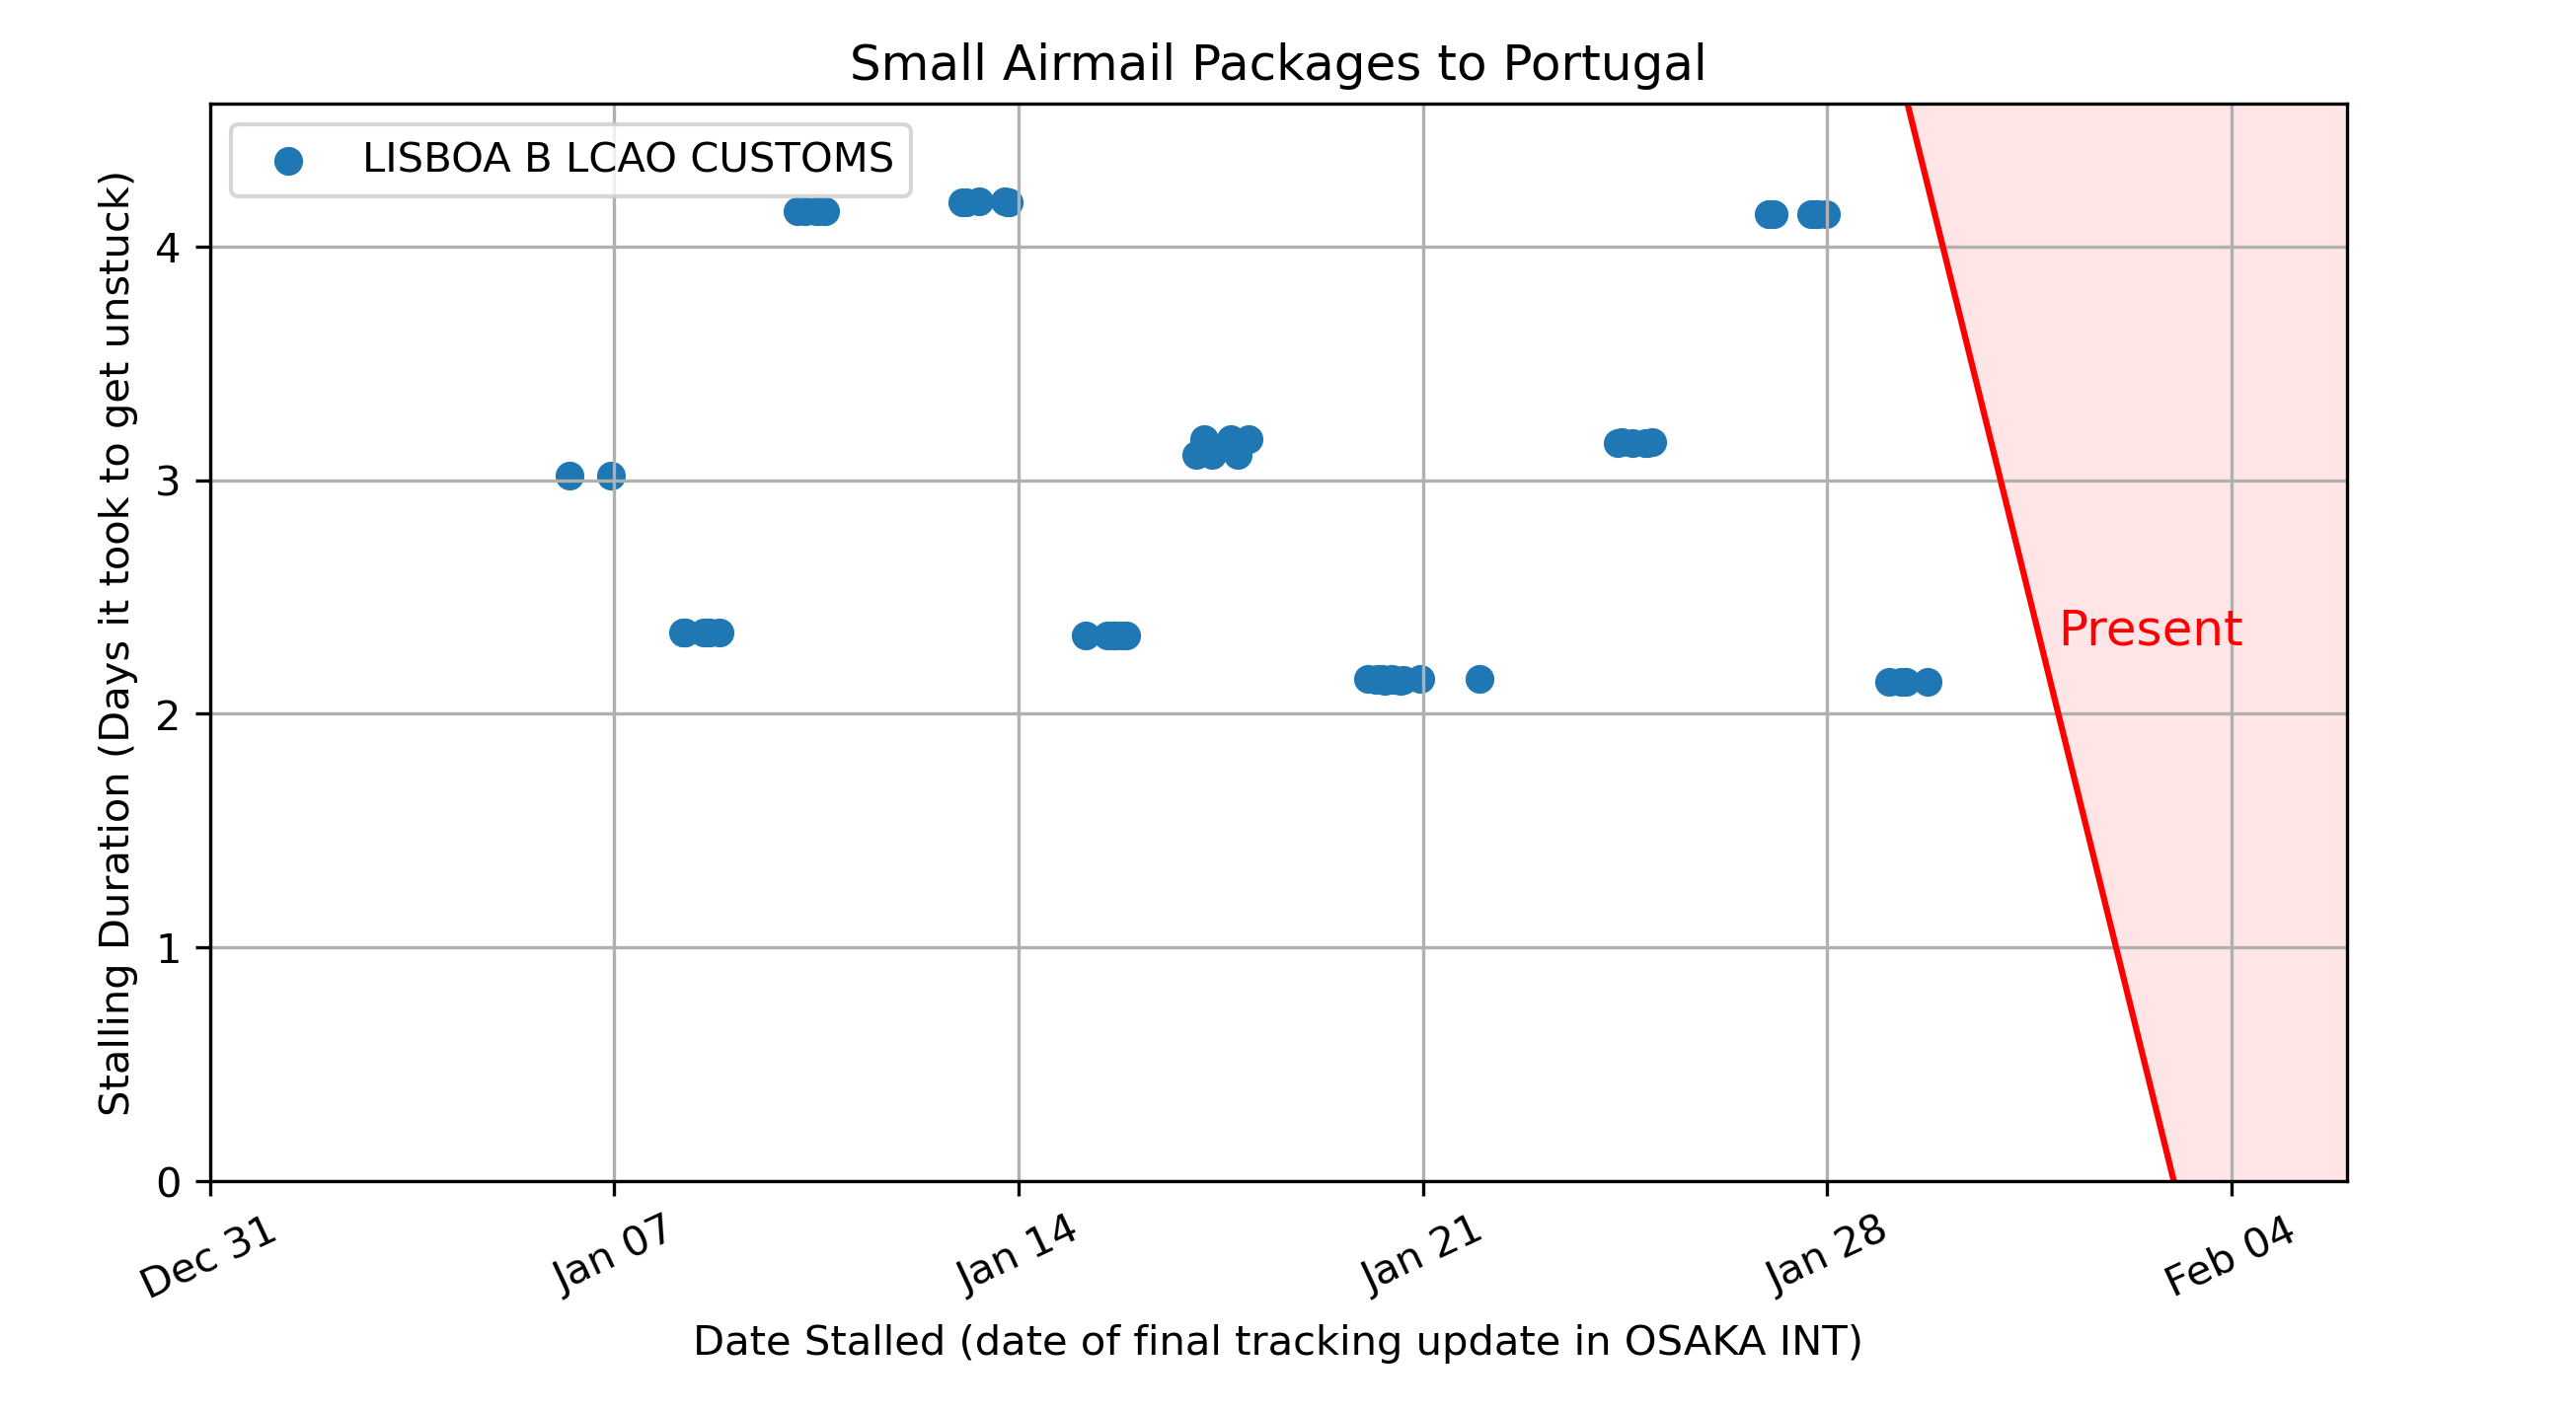 Small Airmail Packages to Portugal
LISBOA B LCAO CUSTOMS
Stalling Duration (Days it took to get unstuck)
4
3
2
1
0
Present
Dec 31
Jan 07
Jan 14
Jan 21
Jan 28
Feb 04
Date Stalled (date of final tracking update in OSAKA INT)